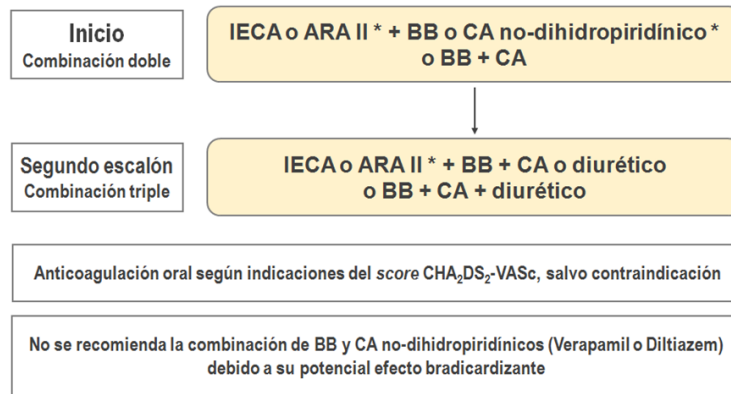 Inicio
Combinación doble
IECA o ARA II * + BB o CA no-dihidropiridínico *
o BB + CA
Segundo escalón
Combinación triple
IECA o ARA II * + BB + CA o diurético
o BB + CA + diurético
Anticoagulación oral según indicaciones del score CHA₂DS₂-VASc, salvo contraindicación
No se recomienda la combinación de BB y CA no-dihidropiridínicos (Verapamil o Diltiazem)
debido a su potencial efecto bradicardizante